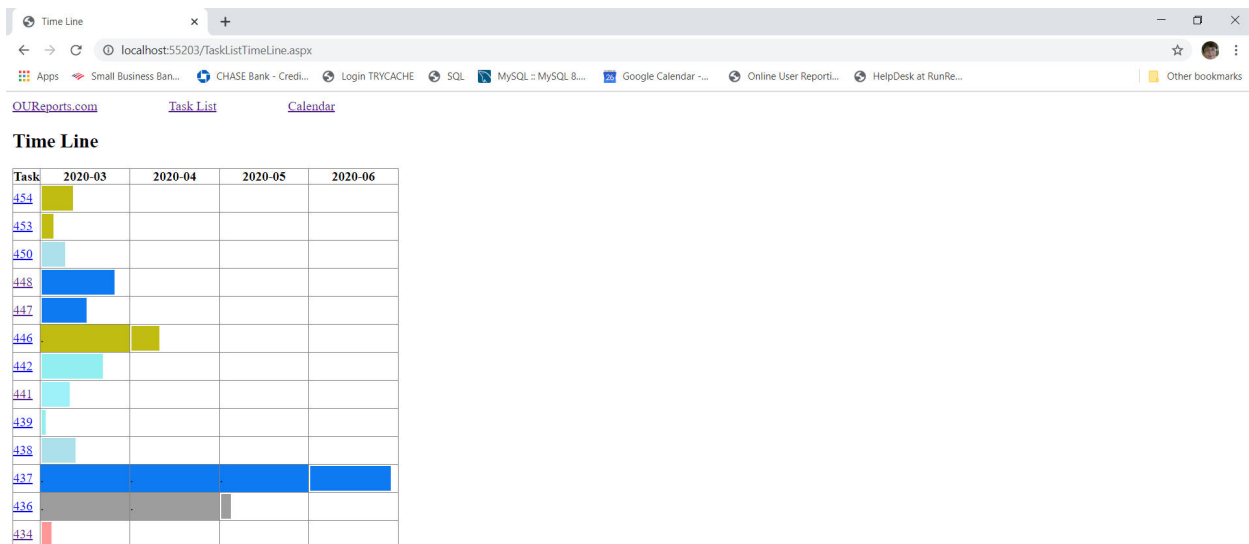 Time Line
localhost:55203/TaskListTimeLine.aspx
Apps Small Business Ban... CHASE Bank - Credi... Login TRYCACHE SQL MySQL :: MySQL 8.... 26 Google Calendar -... Online User Reporti... HelpDesk at RunRe... Other bookmarks
OUReports.com Task List Calendar
Time Line
Task 2020-03 2020-04 2020-05 2020-06
454
453
450
448
447
446 .
442
441
439
438
437 . . .
436 . .
434